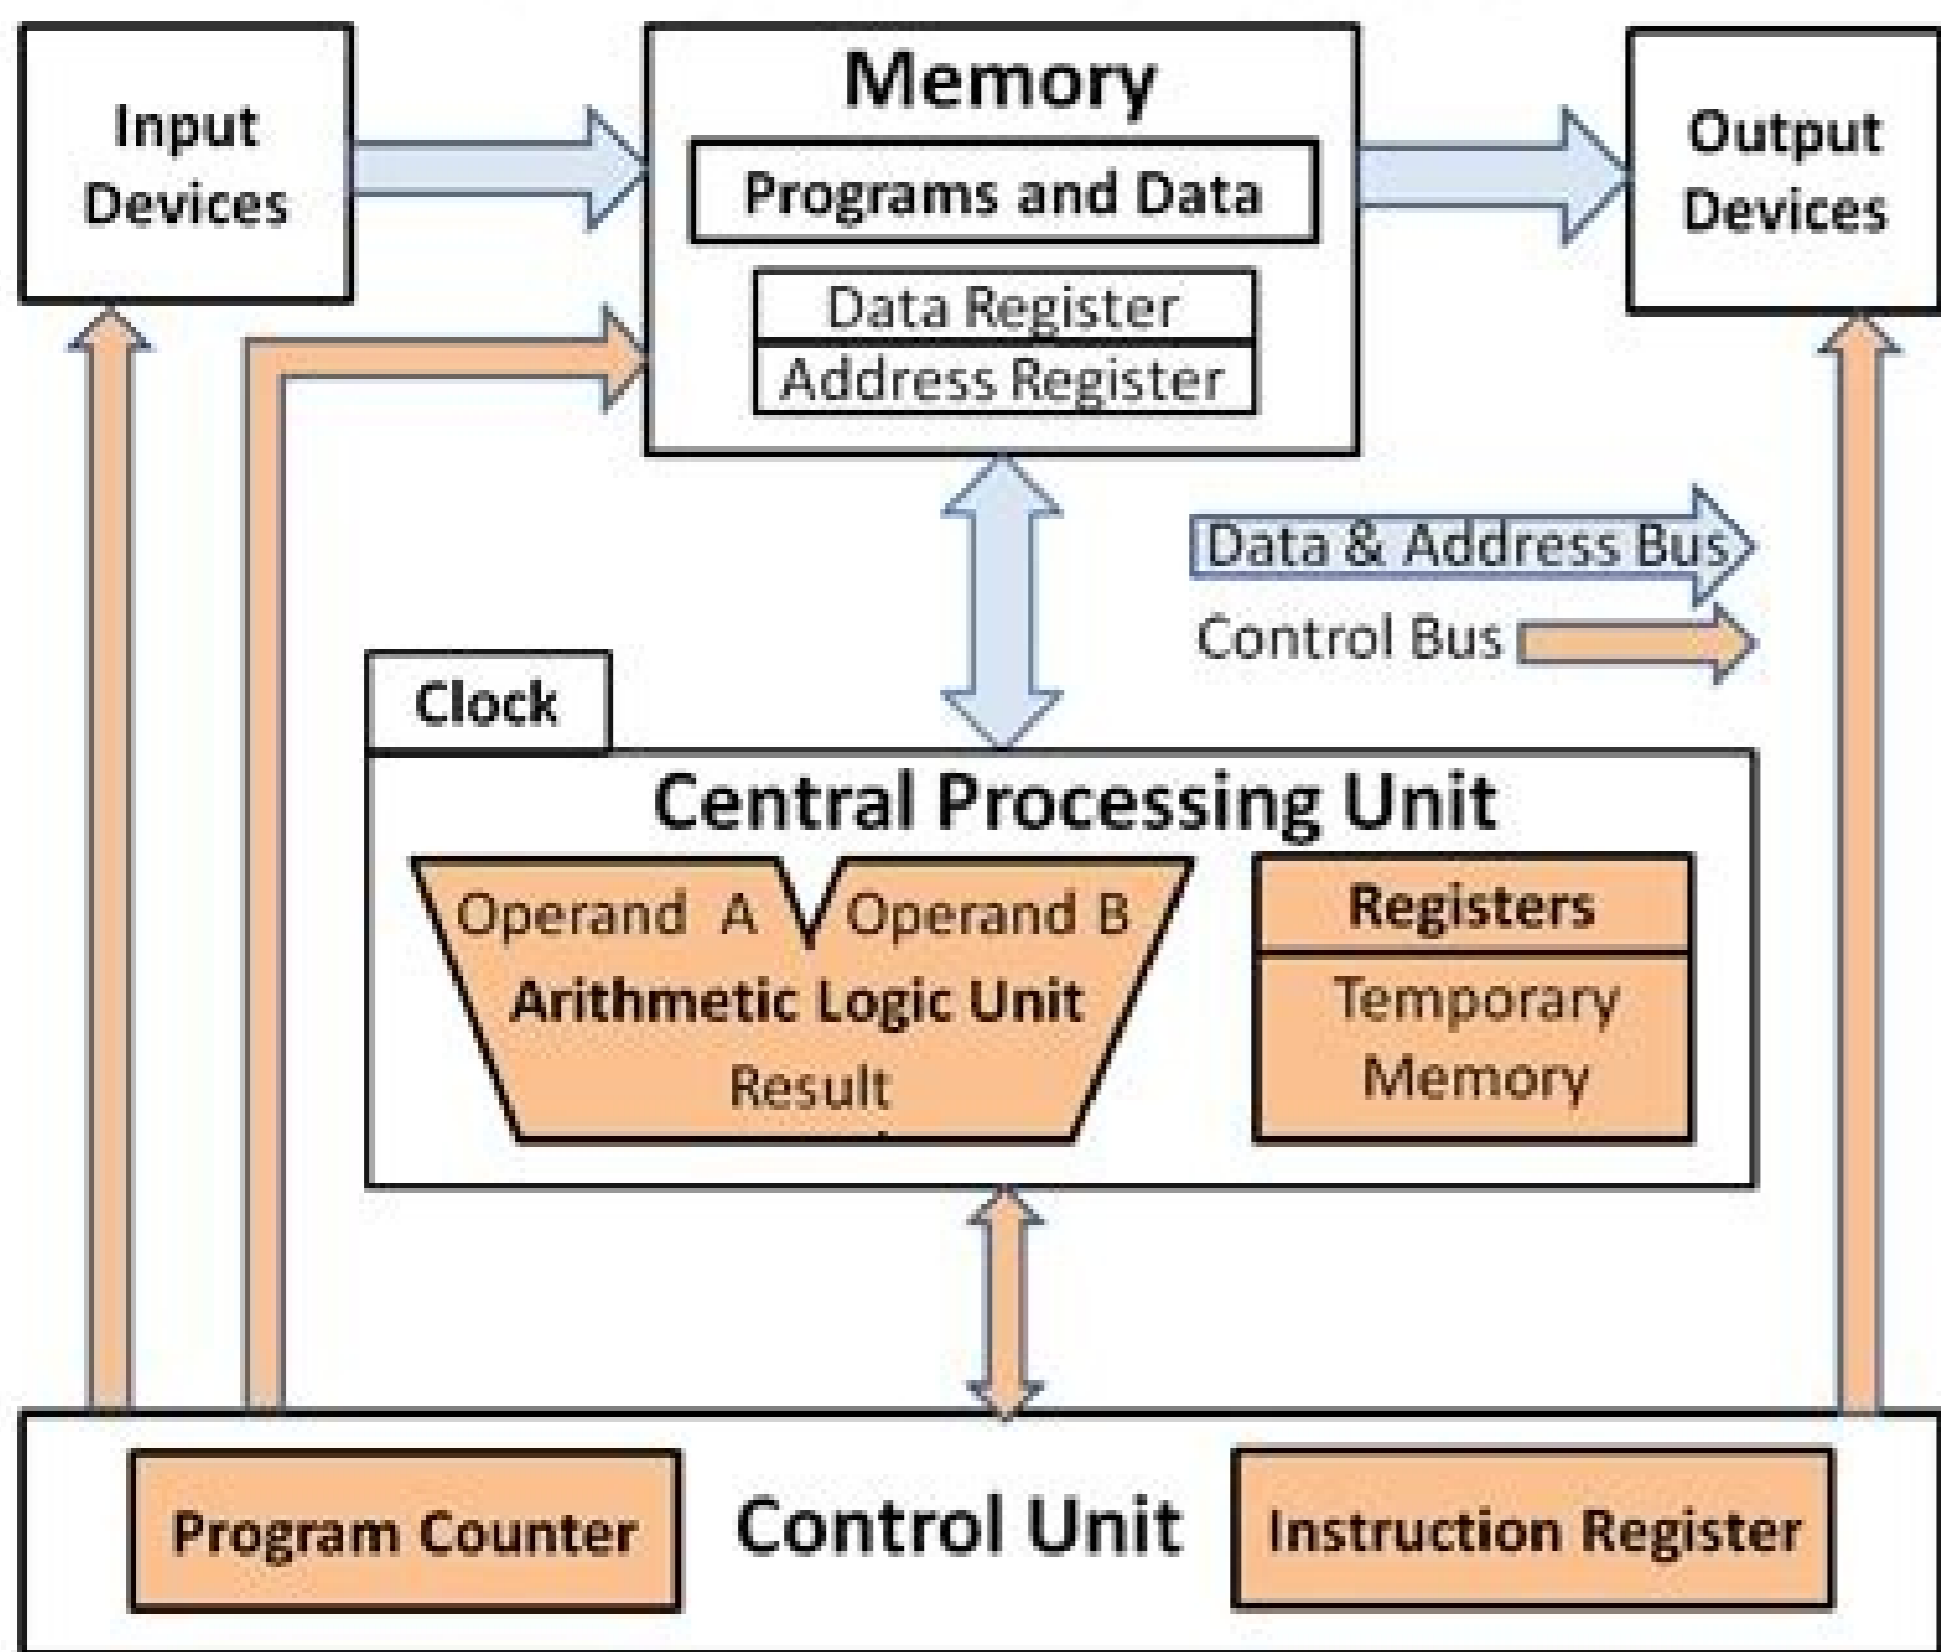 Input
Devices
Memory
Programs and Data
Data Register
Address Register
Output
Devices
Data & Address Bus
Control Bus
Clock
Central Processing Unit
Operand A
Operand B
Arithmetic Logic Unit
Result
Registers
Temporary
Memory
Program Counter
Control Unit
Instruction Register